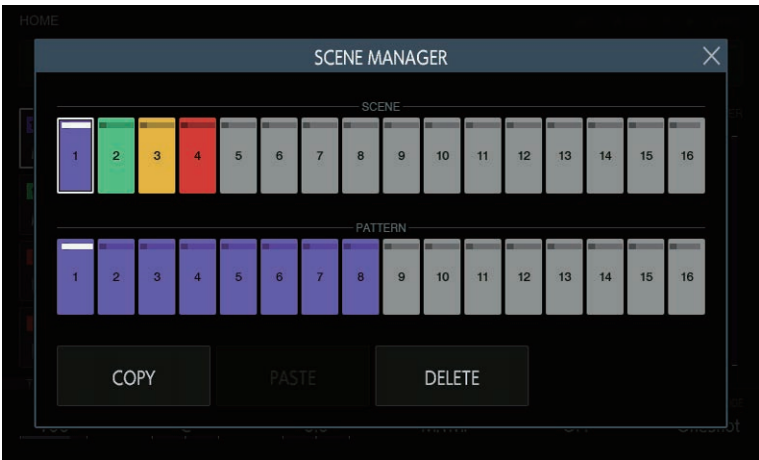 HOME
SCENE MANAGER
SCENE
1 2 3 4 5 6 7 8 9 10 11 12 13 14 15 16
PATTERN
1 2 3 4 5 6 7 8 9 10 11 12 13 14 15 16
COPY PASTE DELETE